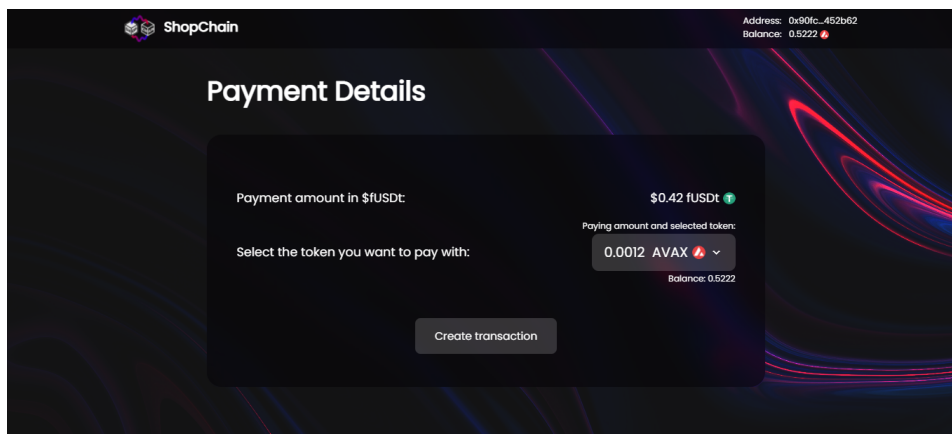 ShopChain
Address: 0x90fc...452b62
Balance: 0.5222
Payment Details
Payment amount in $fUSDt:
$0.42 fUSDt
Paying amount and selected token:
Select the token you want to pay with:
0.0012 AVAX
Balance: 0.5222
Create transaction